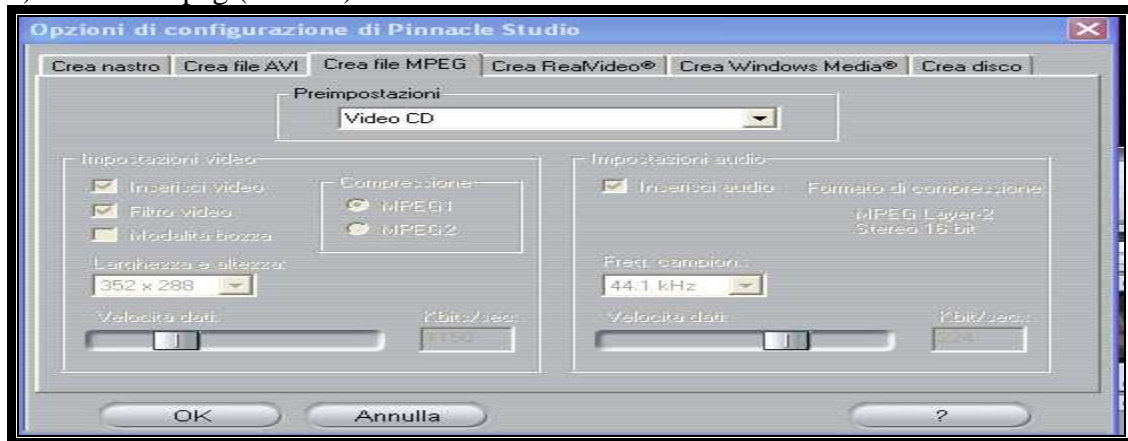 Opzioni di configurazione di Pinnacle Studio
Crea nastro Crea file AVI Crea file MPEG Crea RealVideo® Crea Windows Media® Crea disco
Preimpostazioni
Video CD
Impostazioni video
Inserisci video
Filtro video
Modalità bozza
Compressione
MPEG1
MPEG2
Larghezza e altezza:
352 x 288
Velocità dati: Kbits/sec:
1150
Impostazioni audio
Inserisci audio Formato di compressione:
MPEG Layer-2
Stereo 16 bit
Freq. campion.:
44.1 kHz
Velocità dati: Kbit/sec.:
224
OK Annulla ?